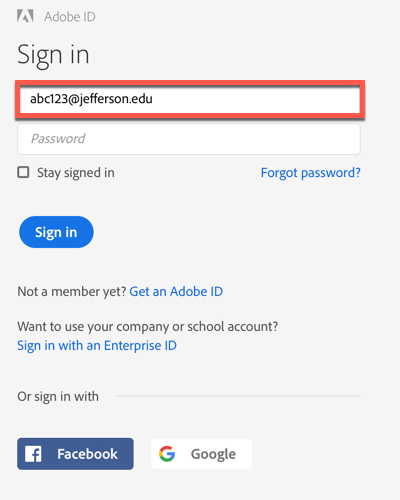 Adobe ID
Sign in
abc123@jefferson.edu
Password
Stay signed in Forgot password?
Sign in
Not a member yet? Get an Adobe ID
Want to use your company or school account?
Sign in with an Enterprise ID
Or sign in with
Facebook Google